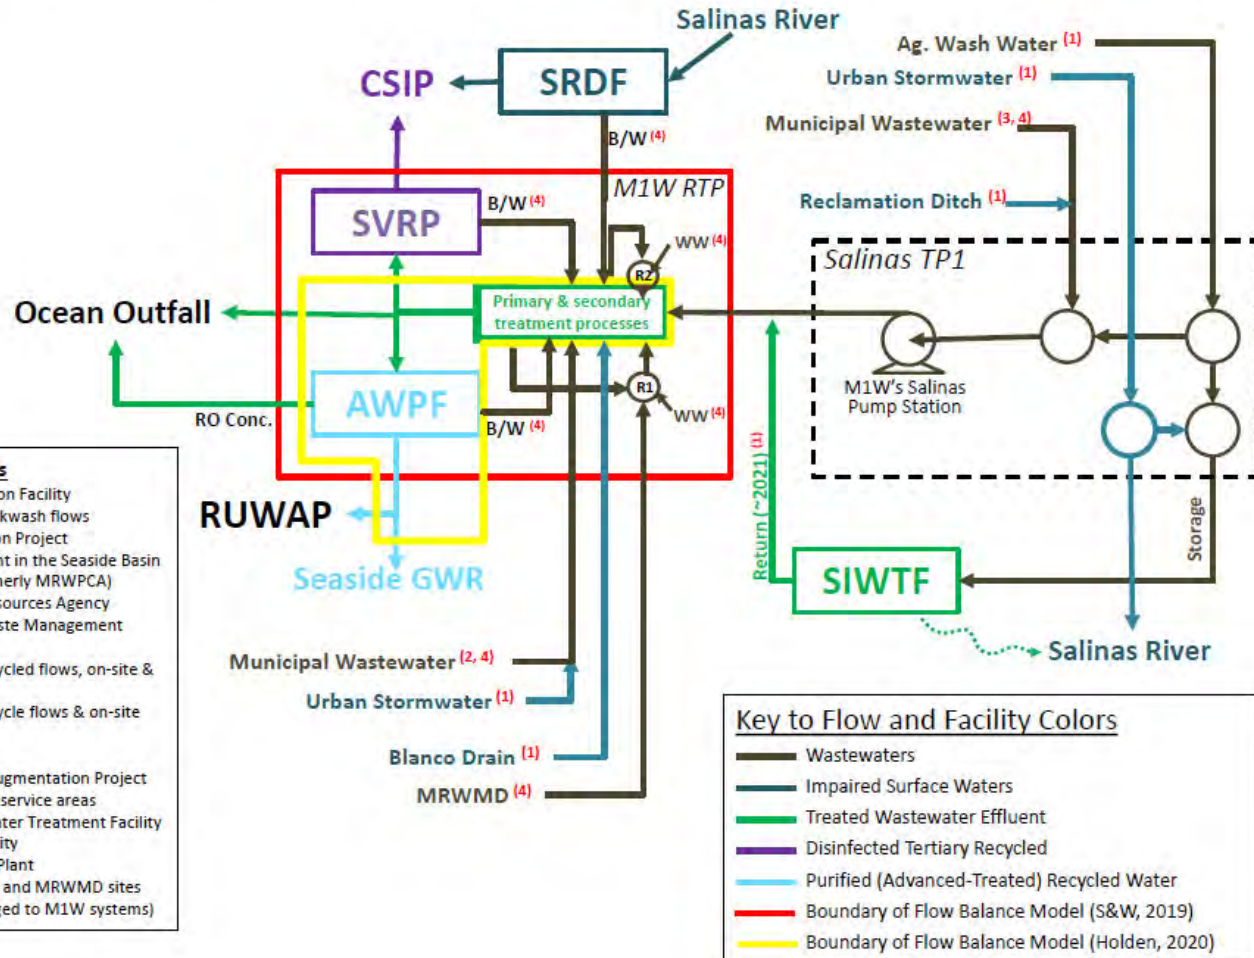 Salinas River
Ag. Wash Water (1)
Urban Stormwater (1)
CSIP
SRDF
Municipal Wastewater (3, 4)
B/W (4)
M1W RTP
SVRP
B/W (4)
Reclamation Ditch (1)
WW (4)
R2
Salinas TP1
Primary & secondary
treatment processes
Ocean Outfall
M1W's Salinas
Pump Station
AWPF
R1
WW (4)
RO Conc.
B/W (4)
Return (~2021) (1)
Storage
RUWAP
Seaside GWR
SIWTF
Salinas River
Municipal Wastewater (2, 4)
Urban Stormwater (1)
Blanco Drain (1)
MRWMD (4)
on Facility
kwash flows
n Project
nt in the Seaside Basin
nerly MRWPCA)
sources Agency
ste Management
ycled flows, on-site &
ycle flows & on-site
ugmentation Project
service areas
ater Treatment Facility
ity
Plant
and MRWMD sites
ged to M1W systems)
Key to Flow and Facility Colors
Wastewaters
Impaired Surface Waters
Treated Wastewater Effluent
Disinfected Tertiary Recycled
Purified (Advanced-Treated) Recycled Water
Boundary of Flow Balance Model (S&W, 2019)
Boundary of Flow Balance Model (Holden, 2020)